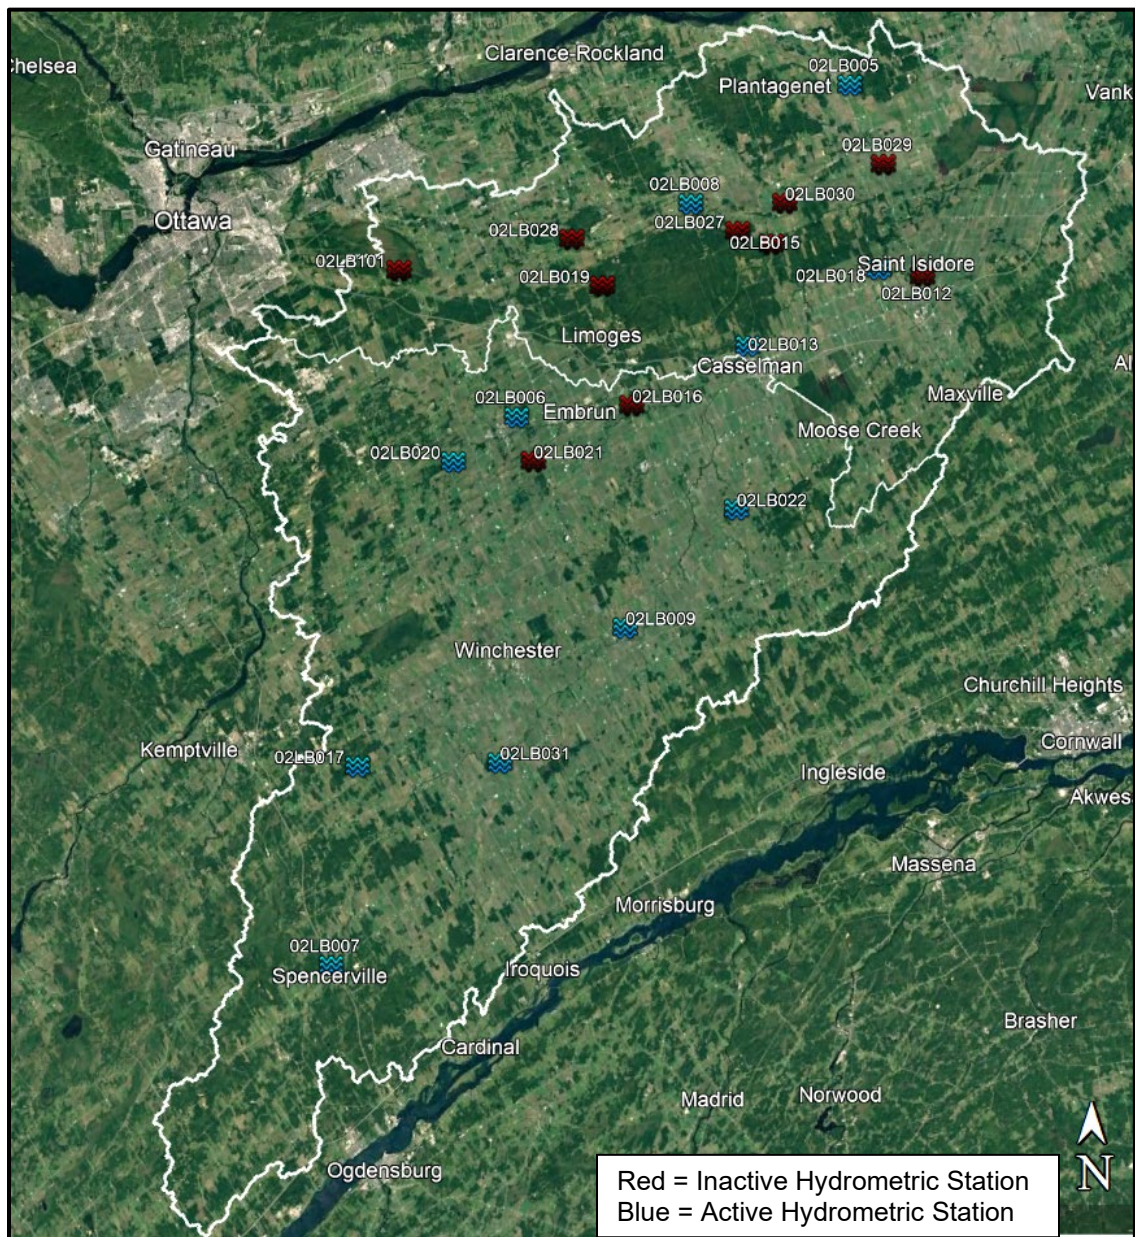 Clarence-Rockland
Chelsea
02LB005
Plantagenet
Vank
Gatineau
02LB029
02LB008
02LB030
Ottawa
02LB027
02LB028
02LB015
02LB101
Saint Isidore
02LB018
02LB019
02LB012
Limoges
02LB013
Casselman
Al
02LB006
02LB016
Maxville
Embrun
Moose Creek
02LB020
02LB021
02LB022
02LB009
Winchester
Churchill Heights
Kemptville
Cornwall
02LB017
02LB031
Ingleside
Akwes
Massena
Morrisburg
02LB007
Spencerville
Iroquois
Brasher
Cardinal
Madrid
Norwood
Ogdensburg
N
Red = Inactive Hydrometric Station
Blue = Active Hydrometric Station